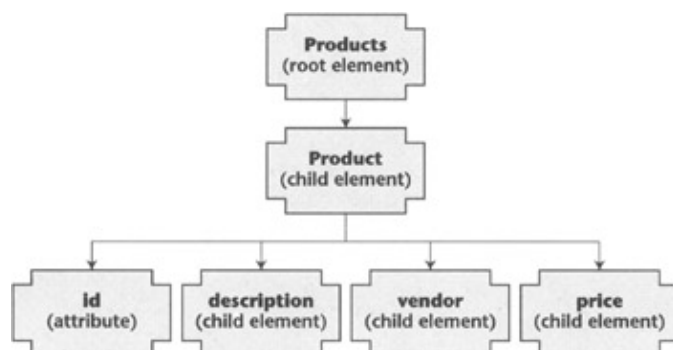 Products
(root element)
Product
(child element)
id
(attribute)
description
(child element)
vendor
(child element)
price
(child element)